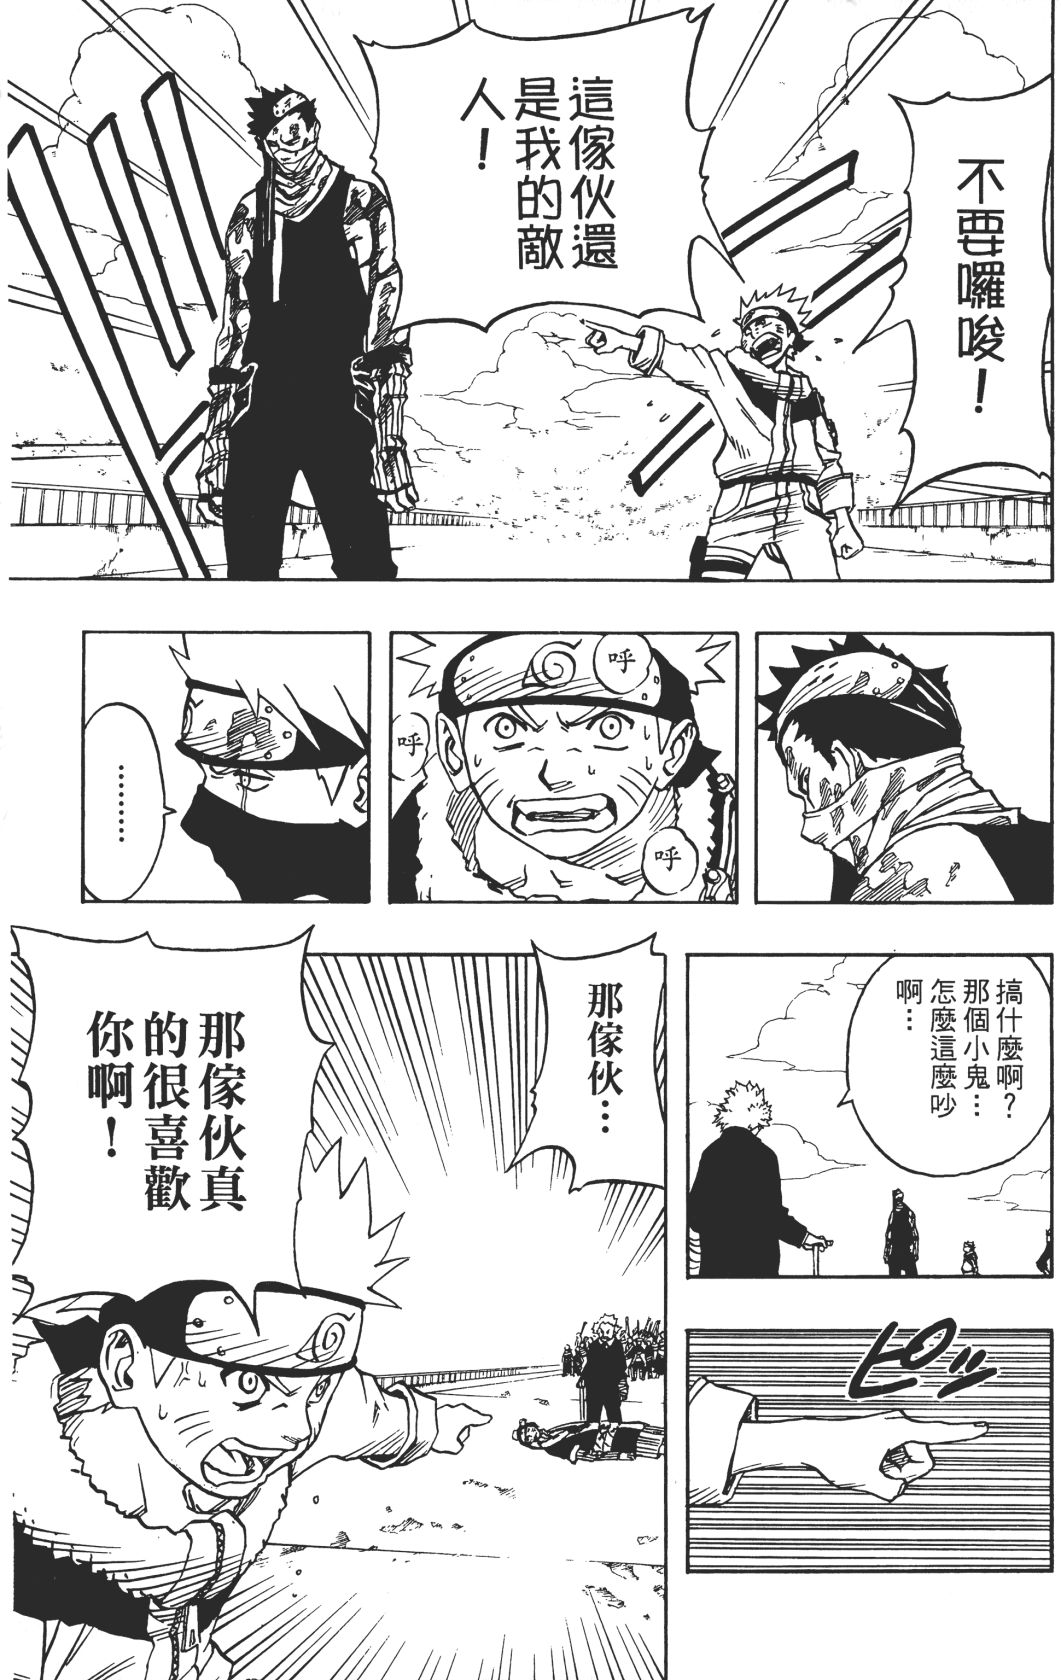 不要囉唆！
這傢伙還
是我的敵
人！
呼
呼
呼
………
搞什麼啊？
那個小鬼…
怎麼這麼吵
啊…
ピッ
那傢伙…
那傢伙真
的很喜歡
你啊！